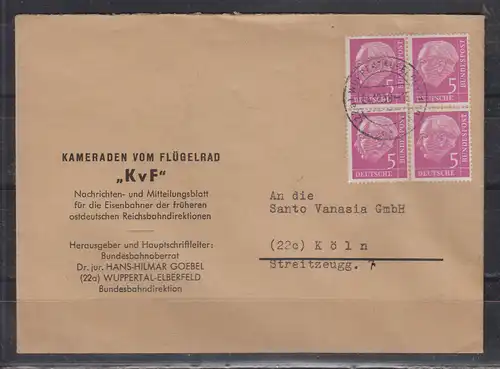 KAMERADEN VOM FLÜGELRAD
„KvF"
Nachrichten- und Mitteilungsblatt
für die Eisenbahner der früheren
ostdeutschen Reichsbahndirektionen
Herausgeber und Hauptschriftleiter:
Bundesbahnoberrat
Dr. jur. HANS-HILMAR GOEBEL
(22a) WUPPERTAL-ELBERFELD
Bundesbahndirektion
5
DEUTSCHE
BUNDESPOST
5
DEUTSCHE
BUNDESPOST
5
DEUTSCHE
BUNDESPOST
5
DEUTSCHE
BUNDESPOST
An die
Santo Vanasia GmbH
(22c) Köln
Streitzeugg. 7